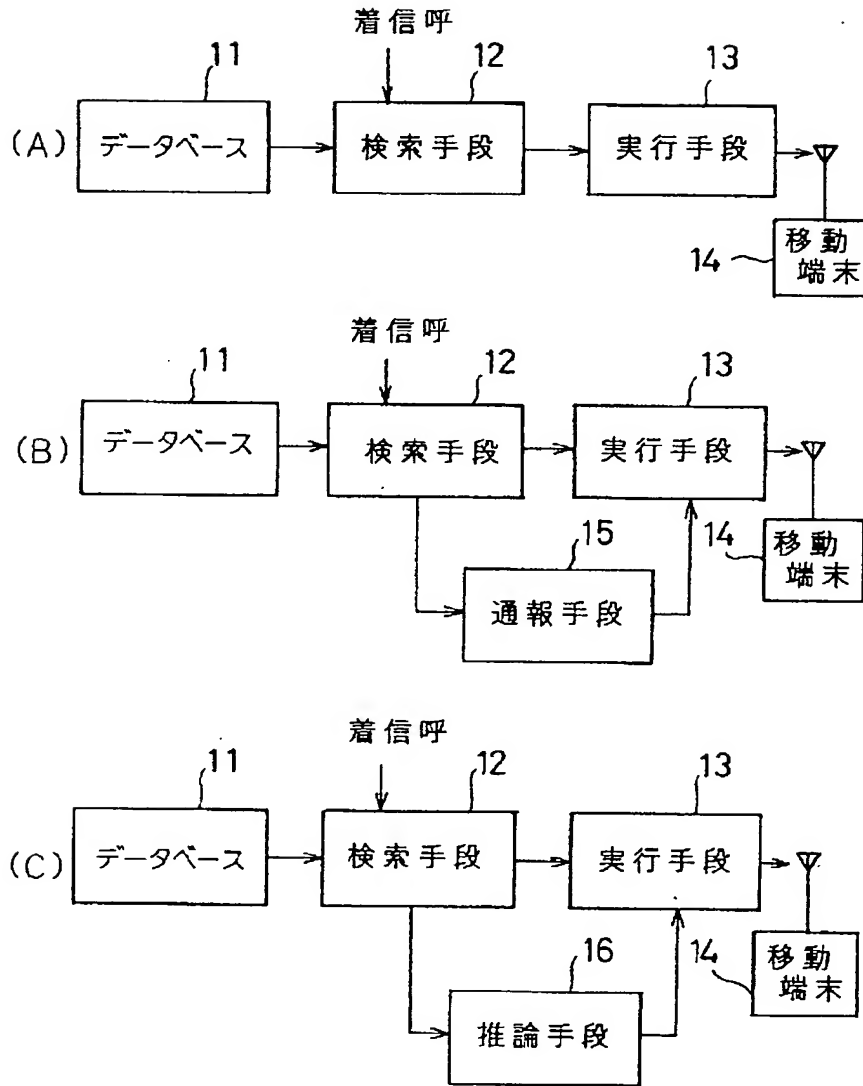 着信呼
11
12
13
(A)
データベース
検索手段
実行手段
14
移動
端末
着信呼
11
12
13
(B)
データベース
検索手段
実行手段
15
14
移動
端末
通報手段
着信呼
11
12
13
(C)
データベース
検索手段
実行手段
16
14
移動
端末
推論手段